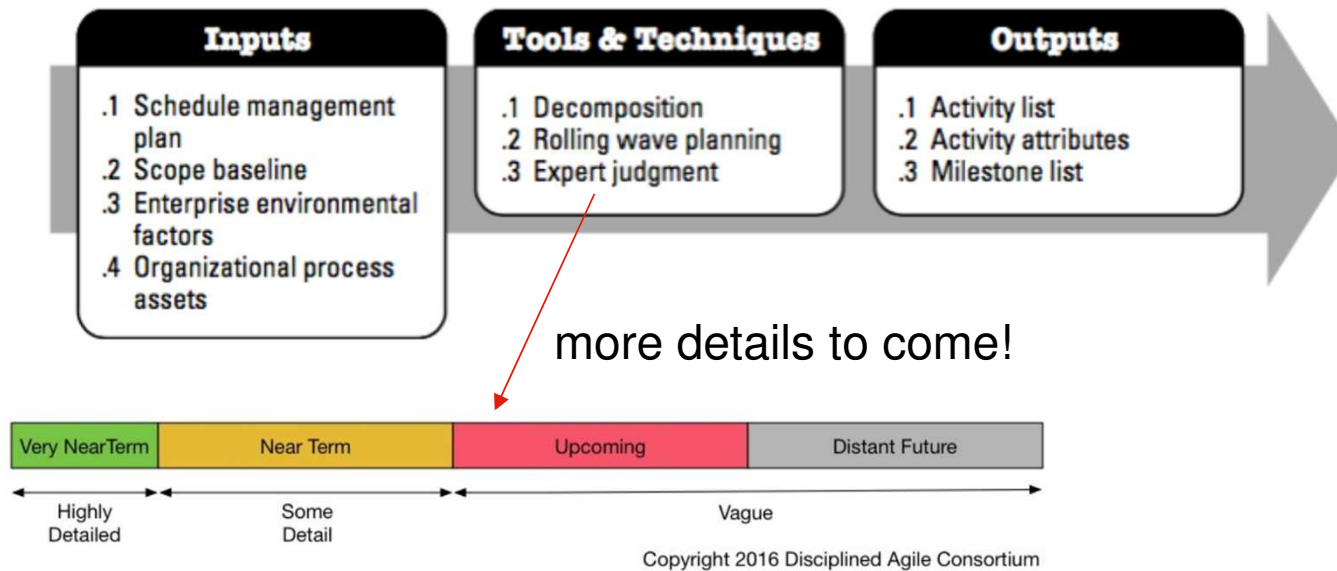 Inputs
.1 Schedule management
plan
.2 Scope baseline
.3 Enterprise environmental
factors
.4 Organizational process
assets
Tools & Techniques
.1 Decomposition
.2 Rolling wave planning
.3 Expert judgment
Outputs
.1 Activity list
.2 Activity attributes
.3 Milestone list
more details to come!
Very NearTerm
Near Term
Upcoming
Distant Future
Highly
Detailed
Some
Detail
Vague
Copyright 2016 Disciplined Agile Consortium